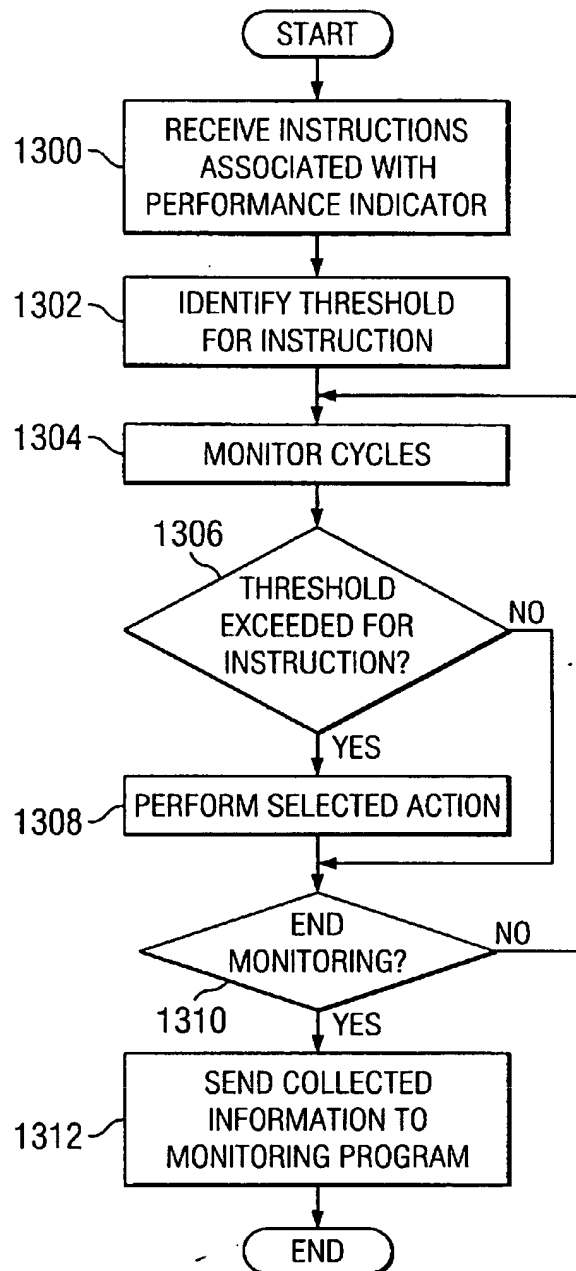 START
1300
RECEIVE INSTRUCTIONS
ASSOCIATED WITH
PERFORMANCE INDICATOR
1302
IDENTIFY THRESHOLD
FOR INSTRUCTION
1304
MONITOR CYCLES
1306
THRESHOLD
EXCEEDED FOR
INSTRUCTION?
NO
YES
1308
PERFORM SELECTED ACTION
END
MONITORING?
NO
1310
YES
1312
SEND COLLECTED
INFORMATION TO
MONITORING PROGRAM
END